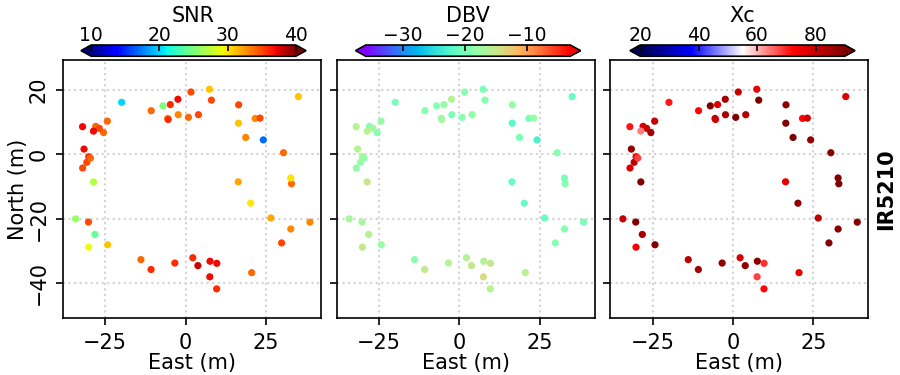 SNR DBV Xc
10 20 30 40 −30 −20 −10 20 40 60 80
20
0
−20
−40
North (m)
IR5210
−25 0 25 −25 0 25 −25 0 25
East (m) East (m) East (m)